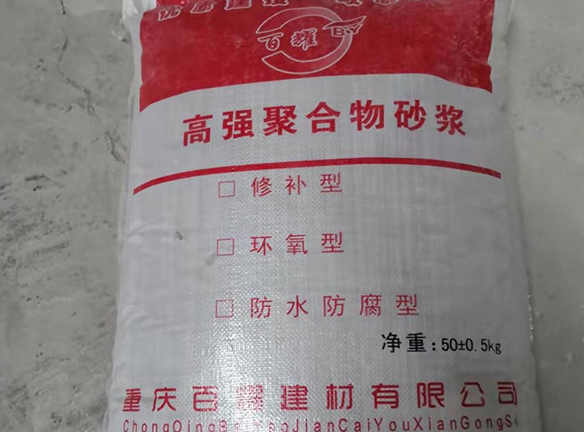 百耀 BY
高强聚合物砂浆
□ 修补型
□ 环氧型
□ 防水防腐型
净重：50±0.5kg
重庆百耀建材有限公司
ChongQingBaiYaoJianCaiYouXianGongSi